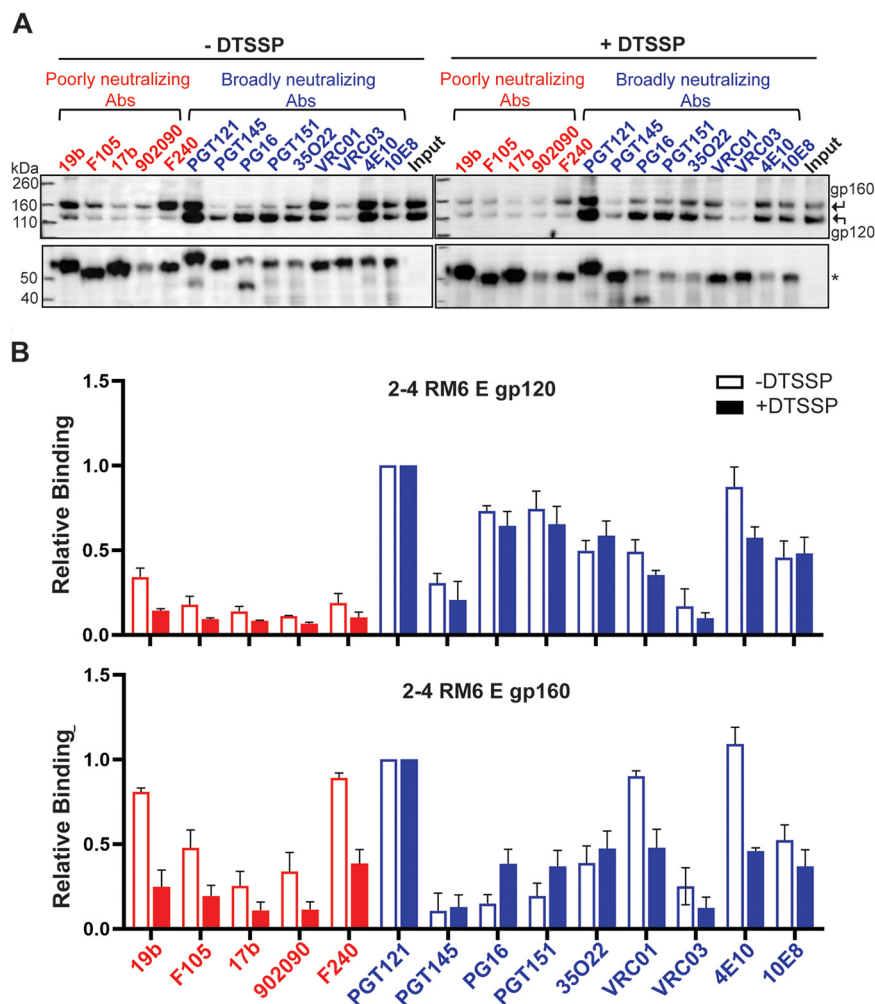 A
- DTSSP
+ DTSSP
Poorly neutralizing Abs
Broadly neutralizing Abs
Poorly neutralizing Abs
Broadly neutralizing Abs
19b F105 17b 902090 F240 PGT121 PGT145 PG16 PGT151 35O22 VRC01 VRC03 4E10 10E8 Input
19b F105 17b 902090 F240 PGT121 PGT145 PG16 PGT151 35O22 VRC01 VRC03 4E10 10E8 Input
kDa
260
160
110
gp160
gp120
50
40
*
B
2-4 RM6 E gp120
-DTSSP
+DTSSP
Relative Binding
1.5
1.0
0.5
0.0
2-4 RM6 E gp160
Relative Binding
1.5
1.0
0.5
0.0
19b F105 17b 902090 F240 PGT121 PGT145 PG16 PGT151 35O22 VRC01 VRC03 4E10 10E8